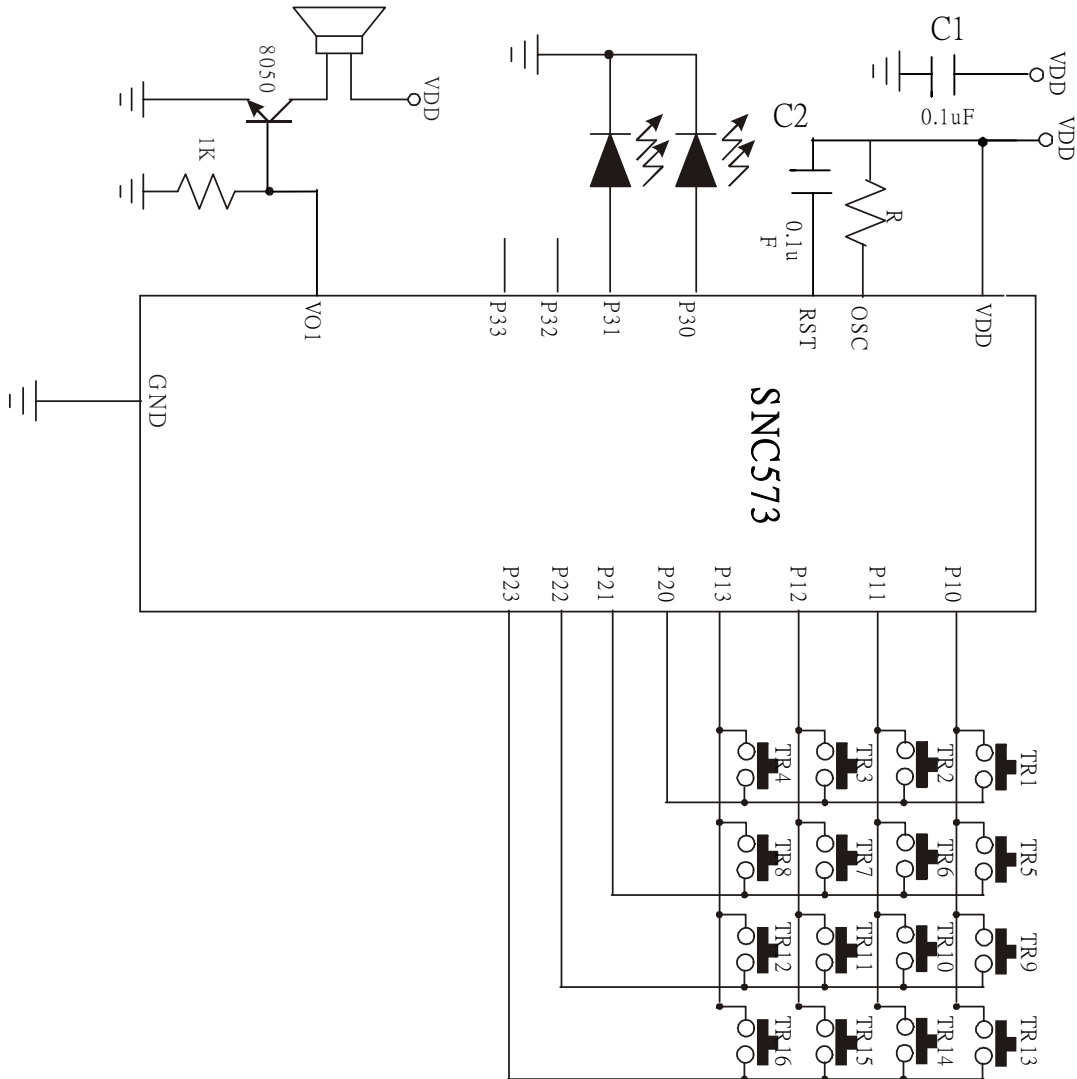 C1
VDD
0.1uF
VDD
C2
8050
VDD
1K
R
0.1u
F
VO1
P33
P32
P31
P30
RST
OSC
VDD
GND
SNC573
P23
P22
P21
P20
P13
P12
P11
P10
TR4
TR3
TR2
TR1
TR8
TR7
TR6
TR5
TR12
TR11
TR10
TR9
TR16
TR15
TR14
TR13